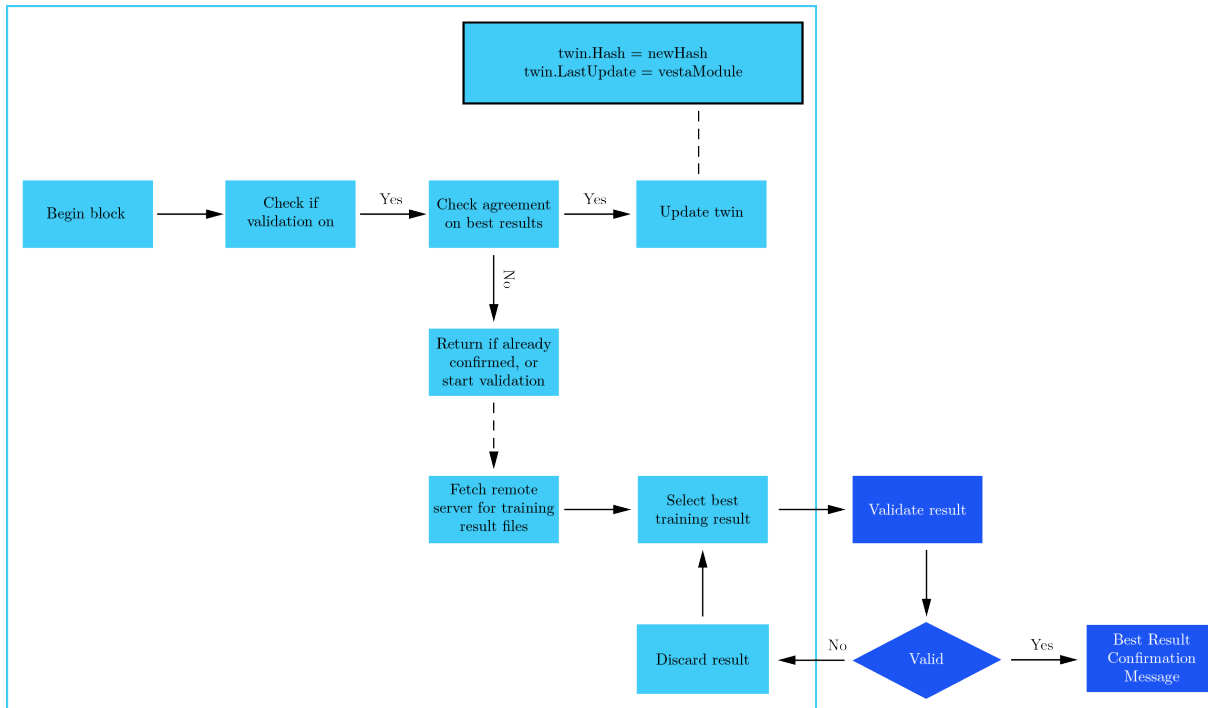 twin.Hash = newHash
twin.LastUpdate = vestaModule
Begin block
Check if
validation on
Yes
Check agreement
on best results
Yes
Update twin
No
Return if already
confirmed, or
start validation
Fetch remote
server for training
result files
Select best
training result
Validate result
Discard result
No
Valid
Yes
Best Result
Confirmation
Message